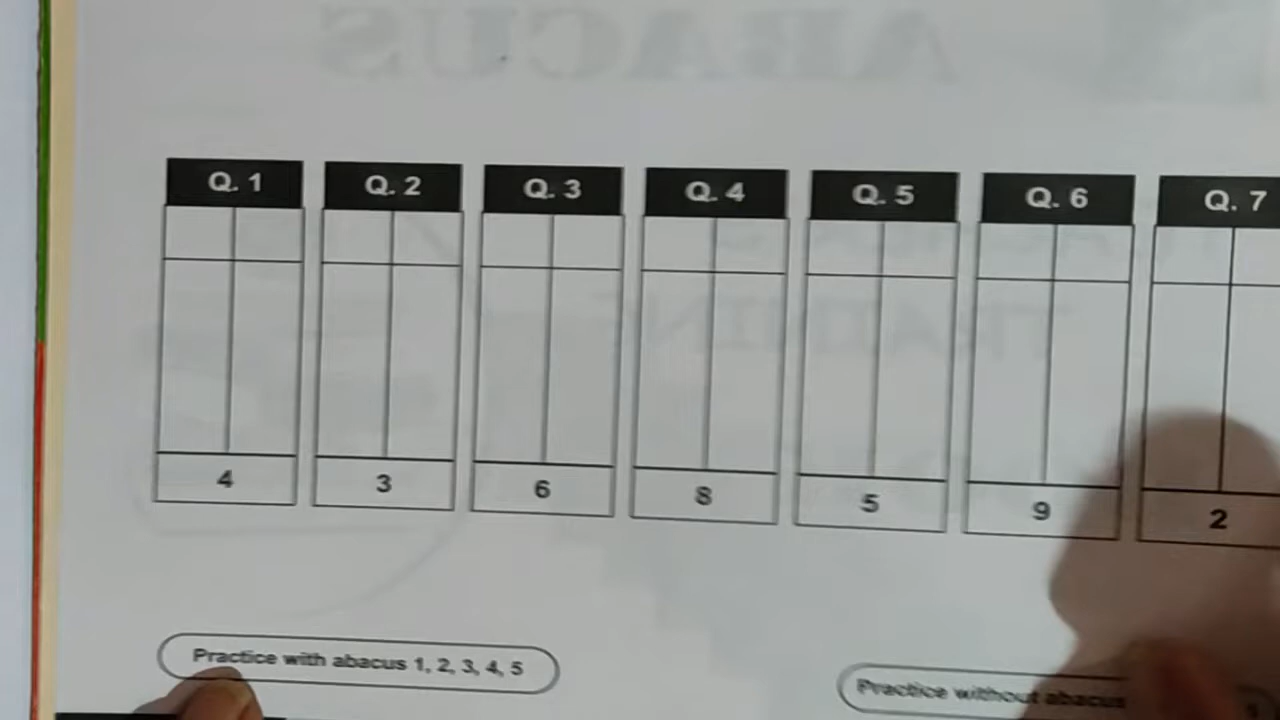 Q. 1 Q. 2 Q. 3 Q. 4 Q. 5 Q. 6 Q. 7
4 3 6 8 5 9 2
Practice with abacus 1, 2, 3, 4, 5
Practice without abacus